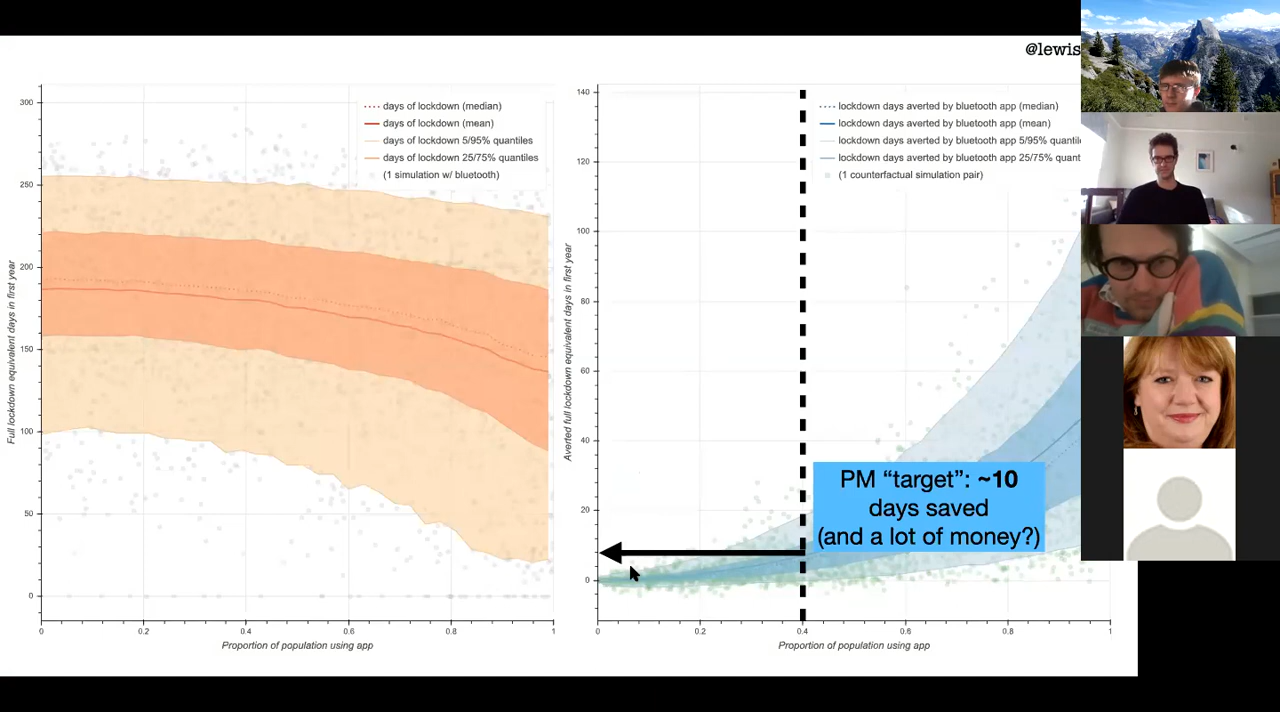 @lewis
300
250
200
150
100
50
0
Full lockdown equivalent days in first year
days of lockdown (median)
days of lockdown (mean)
days of lockdown 5/95% quantiles
days of lockdown 25/75% quantiles
(1 simulation w/ bluetooth)
0
0.2
0.4
0.6
0.8
1
Proportion of population using app
140
120
100
80
60
40
20
0
Averted full lockdown equivalent days in first year
lockdown days averted by bluetooth app (median)
lockdown days averted by bluetooth app (mean)
lockdown days averted by bluetooth app 5/95% quantil
lockdown days averted by bluetooth app 25/75% quant
(1 counterfactual simulation pair)
PM “target”: ~10
days saved
(and a lot of money?)
0
0.2
0.4
0.6
0.8
1
Proportion of population using app